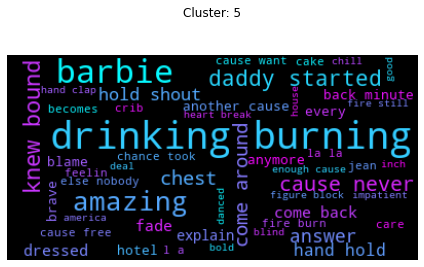 Cluster: 5
cause want cake chill
good
barbie
daddy started
hand clap
hold shout
house
back minute
becomes crib another cause every
fire still
heart break
knew bound
drinking burning
blame
chance took
la la
anymore
feelin
deal
enough cause jean inch
else nobody
chest
come around
cause never
brave
amazing
danced
figure block impatient
america
fade
come back
care
cause free
explain
fire burn
answer
blind
dressed hotel l a bold
hand hold